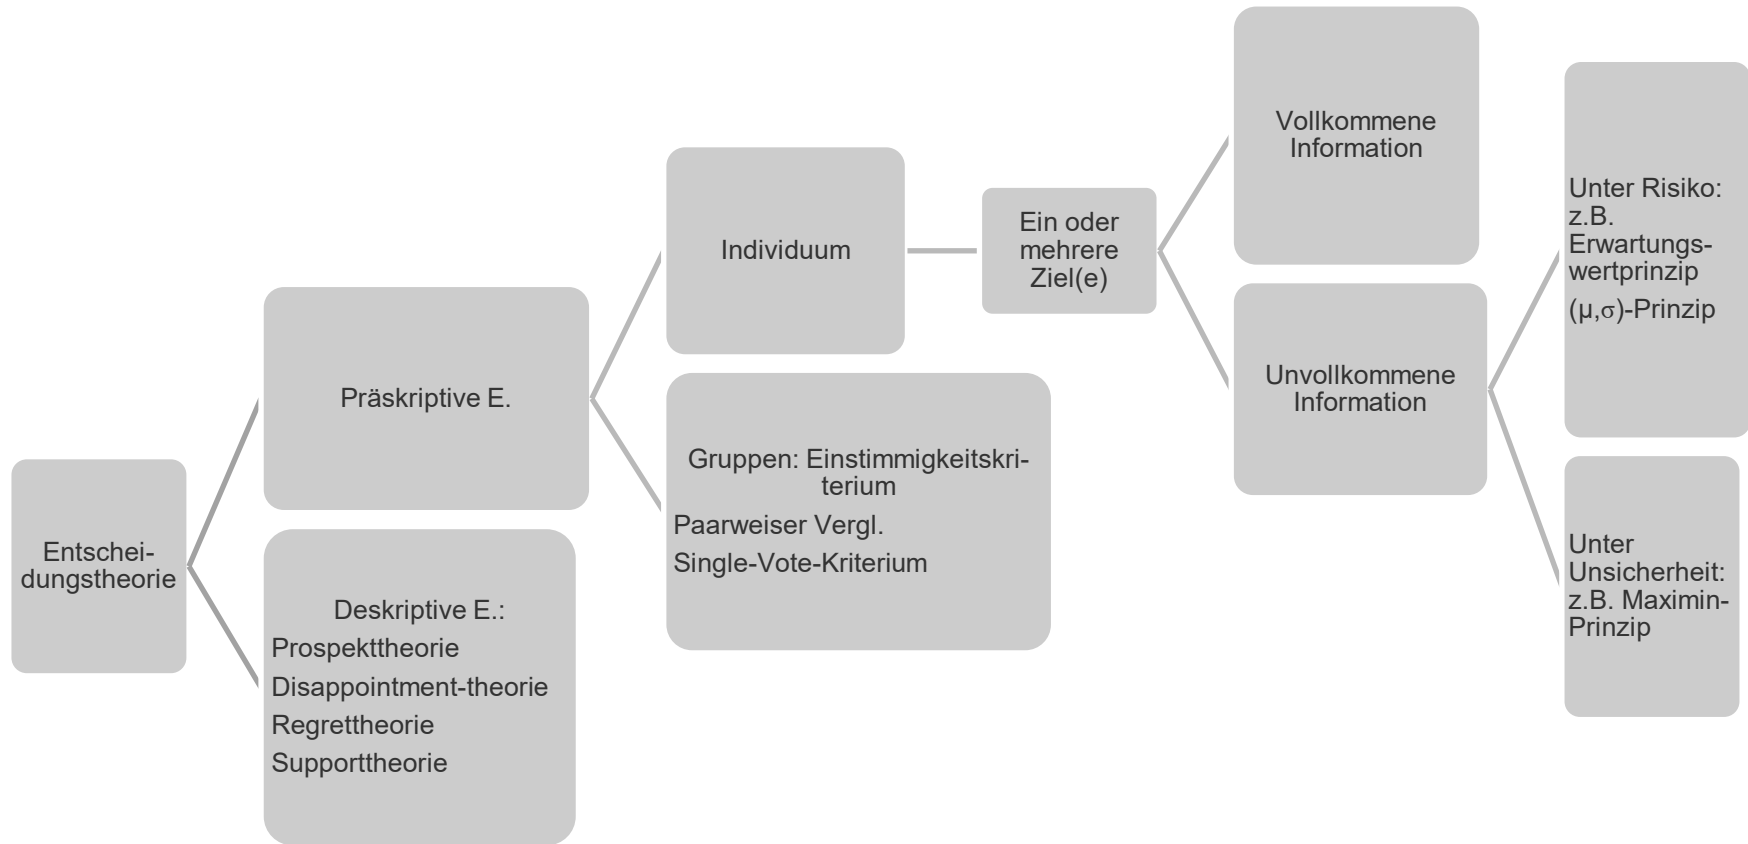 Entschei-
dungstheorie
Präskriptive E.
Deskriptive E.:
Prospekttheorie
Disappointment-theorie
Regrettheorie
Supporttheorie
Individuum
Gruppen: Einstimmigkeitskri-
terium
Paarweiser Vergl.
Single-Vote-Kriterium
Ein oder
mehrere
Ziel(e)
Vollkommene
Information
Unvollkommene
Information
Unter Risiko:
z.B.
Erwartungs-
wertprinzip
(μ,σ)-Prinzip
Unter
Unsicherheit:
z.B. Maximin-
Prinzip